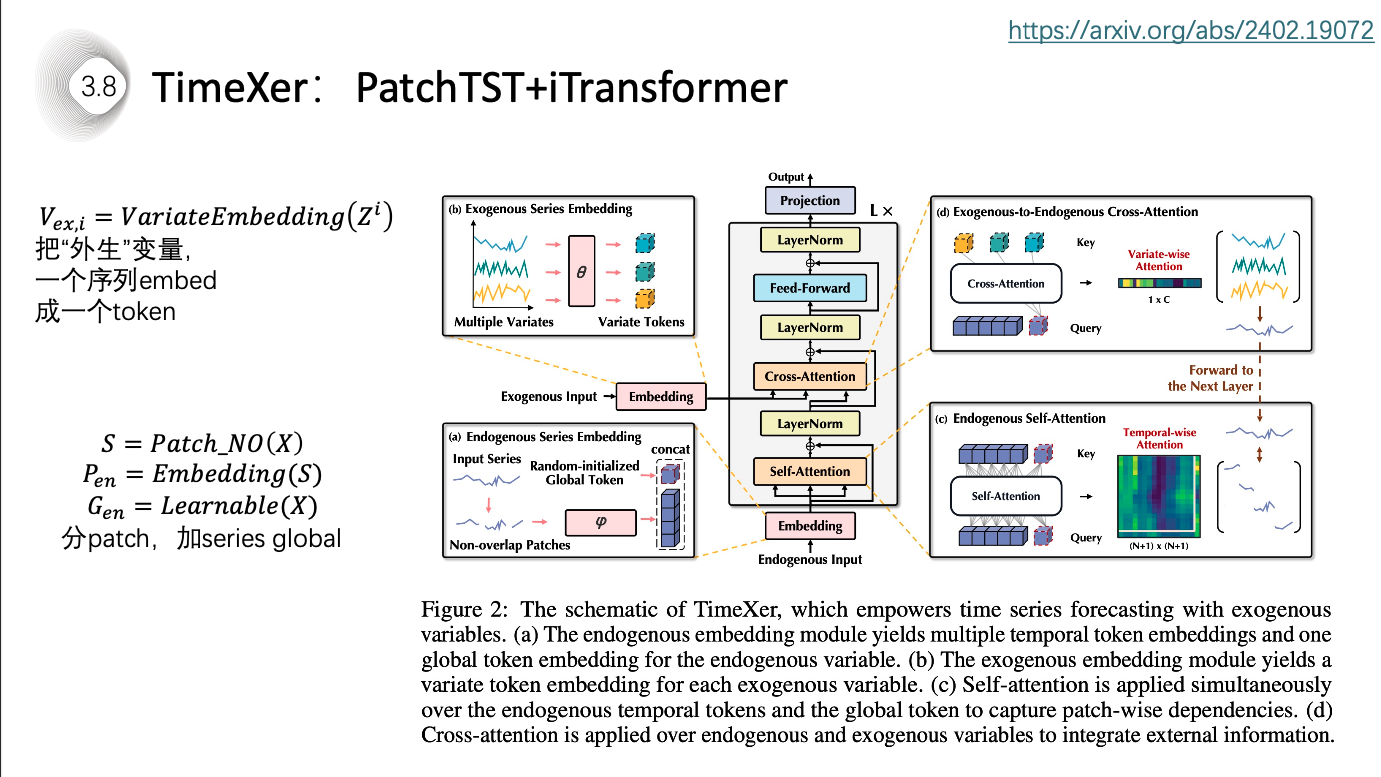 https://arxiv.org/abs/2402.19072
3.8
TimeXer： PatchTST+iTransformer
V_{ex,i} = VariateEmbedding(Z^i)
把“外生”变量，
一个序列embed
成一个token
S = Patch_NO(X)
P_{en} = Embedding(S)
G_{en} = Learnable(X)
分patch，加series global
(b) Exogenous Series Embedding
θ
Multiple Variates
Variate Tokens
Exogenous Input
Embedding
(a) Endogenous Series Embedding
concat
Input Series
Random-initialized
Global Token
φ
Non-overlap Patches
Output
Projection
L ×
LayerNorm
Feed-Forward
LayerNorm
Cross-Attention
LayerNorm
Self-Attention
Embedding
Endogenous Input
(d) Exogenous-to-Endogenous Cross-Attention
Key
Variate-wise
Attention
Cross-Attention
1 x C
Query
Forward to
the Next Layer
(c) Endogenous Self-Attention
Temporal-wise
Attention
Key
Self-Attention
Query
(N+1) x (N+1)
Figure 2: The schematic of TimeXer, which empowers time series forecasting with exogenous
variables. (a) The endogenous embedding module yields multiple temporal token embeddings and one
global token embedding for the endogenous variable. (b) The exogenous embedding module yields a
variate token embedding for each exogenous variable. (c) Self-attention is applied simultaneously
over the endogenous temporal tokens and the global token to capture patch-wise dependencies. (d)
Cross-attention is applied over endogenous and exogenous variables to integrate external information.